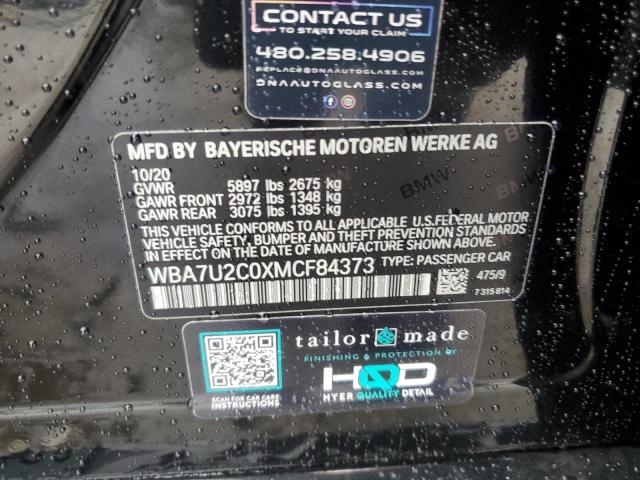 CONTACT US
TO START YOUR CLAIM
480.258.4906
REPLACE@DNAAUTOGLASS.COM
DNAAUTOGLASS.COM
MFD BY BAYERISCHE MOTOREN WERKE AG
10/20
GVWR 5897 lbs 2675 kg
GAWR FRONT 2972 lbs 1348 kg
GAWR REAR 3075 lbs 1395 kg
THIS VEHICLE CONFORMS TO ALL APPLICABLE U.S.FEDERAL MOTOR
VEHICLE SAFETY, BUMPER AND THEFT PREVENTION STANDARDS
IN EFFECT ON THE DATE OF MANUFACTURE SHOWN ABOVE.
WBA7U2C0XMCF84373 TYPE: PASSENGER CAR
475/9
7315814
BMW
BMW
tailor made
FINISHING & PROTECTION BY
HQD
HYER QUALITY DETAIL
SCAN FOR CAR CARE
INSTRUCTIONS